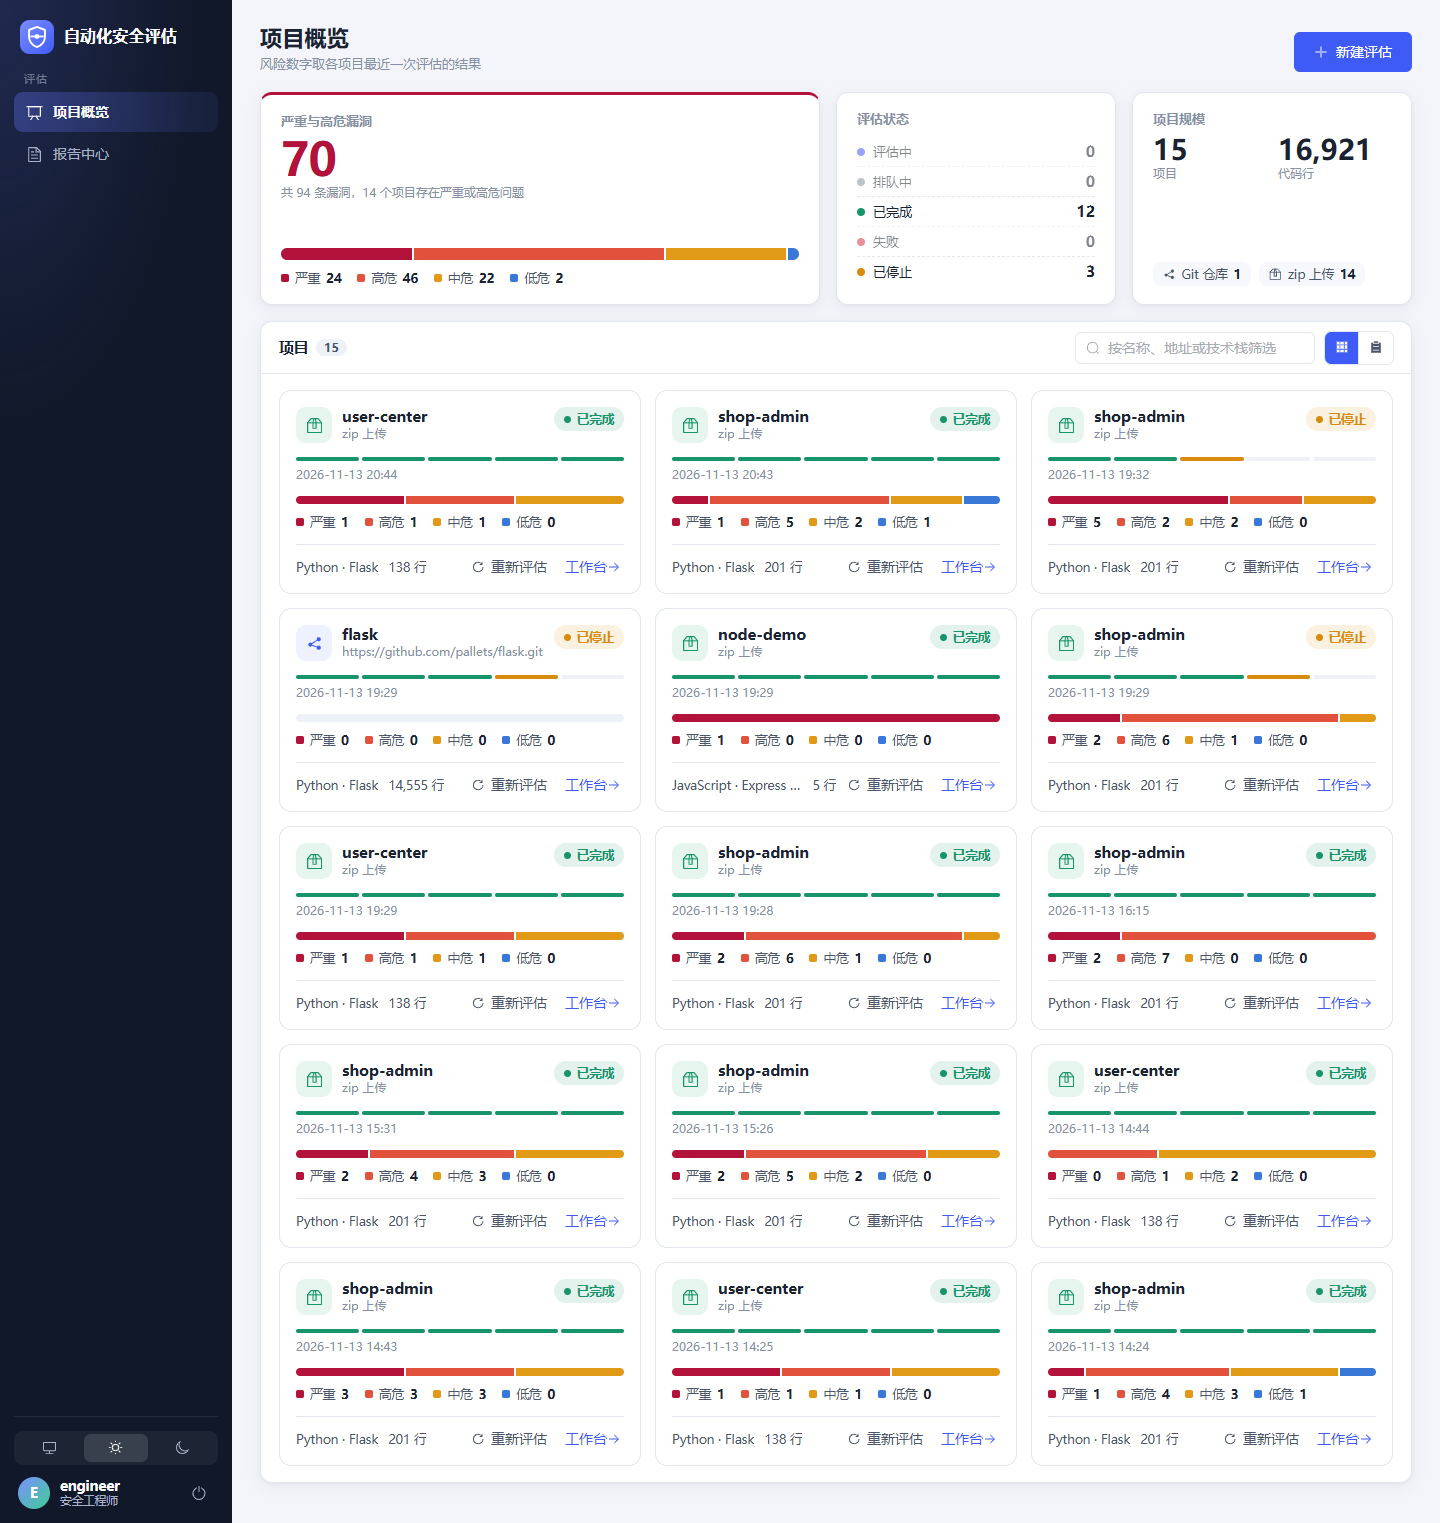 自动化安全评估
评估
项目概览
报告中心
engineer
安全工程师
E
项目概览
风险数字取各项目最近一次评估的结果
新建评估
严重与高危漏洞
70
共 94 条漏洞，14 个项目存在严重或高危问题
严重 24 高危 46 中危 22 低危 2
评估状态
评估中 0
排队中 0
已完成 12
失败 0
已停止 3
项目规模
15 16,921
项目 代码行
Git 仓库 1 zip 上传 14
项目 15
按名称、地址或技术栈筛选
user-center 已完成
zip 上传
2026-11-13 20:44
严重 1 高危 1 中危 1 低危 0
Python · Flask 138 行 重新评估 工作台→
shop-admin 已完成
zip 上传
2026-11-13 20:43
严重 1 高危 5 中危 2 低危 1
Python · Flask 201 行 重新评估 工作台→
shop-admin 已停止
zip 上传
2026-11-13 19:32
严重 5 高危 2 中危 2 低危 0
Python · Flask 201 行 重新评估 工作台→
flask 已停止
https://github.com/pallets/flask.git
2026-11-13 19:29
严重 0 高危 0 中危 0 低危 0
Python · Flask 14,555 行 重新评估 工作台→
node-demo 已完成
zip 上传
2026-11-13 19:29
严重 1 高危 0 中危 0 低危 0
JavaScript · Express ... 5 行 重新评估 工作台→
shop-admin 已停止
zip 上传
2026-11-13 19:29
严重 2 高危 6 中危 1 低危 0
Python · Flask 201 行 重新评估 工作台→
user-center 已完成
zip 上传
2026-11-13 19:29
严重 1 高危 1 中危 1 低危 0
Python · Flask 138 行 重新评估 工作台→
shop-admin 已完成
zip 上传
2026-11-13 19:28
严重 2 高危 6 中危 1 低危 0
Python · Flask 201 行 重新评估 工作台→
shop-admin 已完成
zip 上传
2026-11-13 16:15
严重 2 高危 7 中危 0 低危 0
Python · Flask 201 行 重新评估 工作台→
shop-admin 已完成
zip 上传
2026-11-13 15:31
严重 2 高危 4 中危 3 低危 0
Python · Flask 201 行 重新评估 工作台→
shop-admin 已完成
zip 上传
2026-11-13 15:26
严重 2 高危 5 中危 2 低危 0
Python · Flask 201 行 重新评估 工作台→
user-center 已完成
zip 上传
2026-11-13 14:44
严重 0 高危 1 中危 2 低危 0
Python · Flask 138 行 重新评估 工作台→
shop-admin 已完成
zip 上传
2026-11-13 14:43
严重 3 高危 3 中危 3 低危 0
Python · Flask 201 行 重新评估 工作台→
user-center 已完成
zip 上传
2026-11-13 14:25
严重 1 高危 1 中危 1 低危 0
Python · Flask 138 行 重新评估 工作台→
shop-admin 已完成
zip 上传
2026-11-13 14:24
严重 1 高危 4 中危 3 低危 1
Python · Flask 201 行 重新评估 工作台→